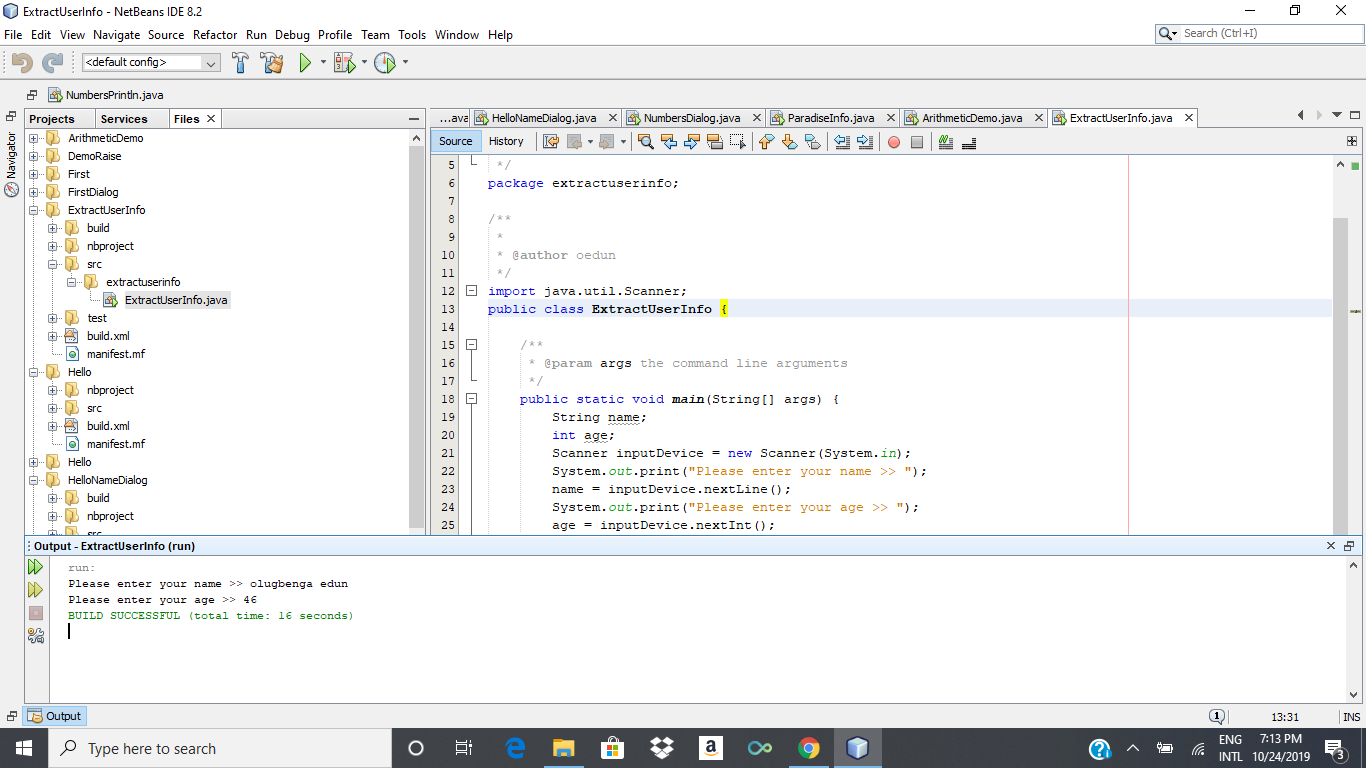 ExtractUserInfo - NetBeans IDE 8.2
File Edit View Navigate Source Refactor Run Debug Profile Team Tools Window Help
Search (Ctrl+I)
<default config>
NumbersPrintln.java
Projects Services Files
Navigator
ArithmeticDemo
DemoRaise
First
FirstDialog
ExtractUserInfo
build
nbproject
src
extractuserinfo
ExtractUserInfo.java
test
build.xml
manifest.mf
Hello
nbproject
src
build.xml
manifest.mf
Hello
HelloNameDialog
build
nbproject
src
...ava HelloNameDialog.java NumbersDialog.java ParadiseInfo.java ArithmeticDemo.java ExtractUserInfo.java
Source History
5 */
6 package extractuserinfo;
7
8 /**
9 *
10 * @author oedun
11 */
12 import java.util.Scanner;
13 public class ExtractUserInfo {
14
15 /**
16 * @param args the command line arguments
17 */
18 public static void main(String[] args) {
19 String name;
20 int age;
21 Scanner inputDevice = new Scanner(System.in);
22 System.out.print("Please enter your name >> ");
23 name = inputDevice.nextLine();
24 System.out.print("Please enter your age >> ");
25 age = inputDevice.nextInt();
Output - ExtractUserInfo (run)
run:
Please enter your name >> olugbenga edun
Please enter your age >> 46
BUILD SUCCESSFUL (total time: 16 seconds)
Output
1 13:31 INS
Type here to search
ENG 7:13 PM
INTL 10/24/2019 3